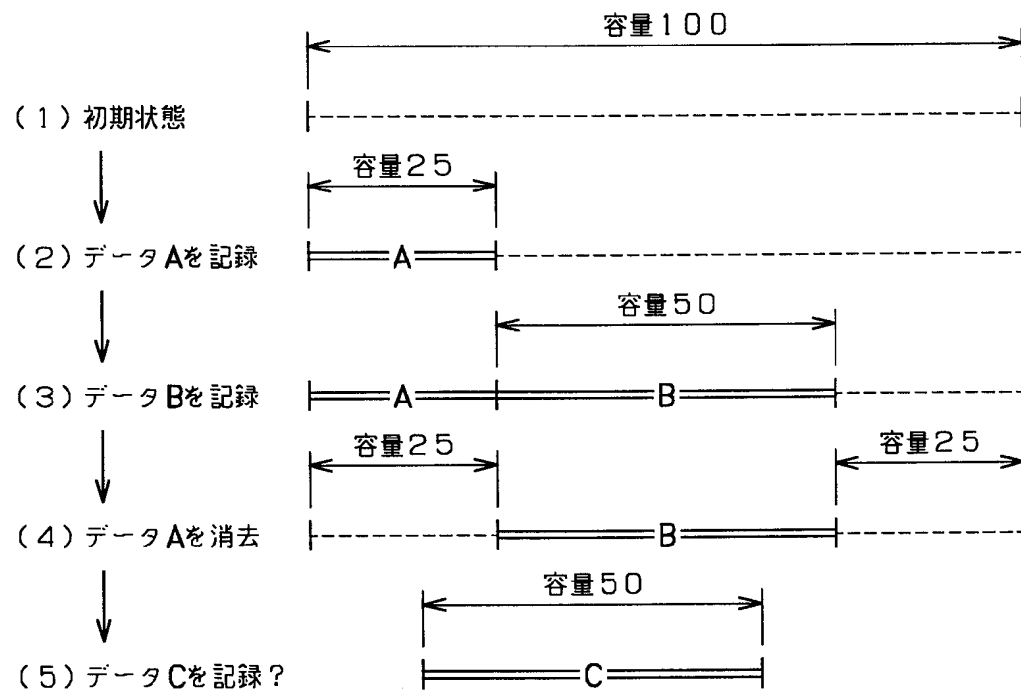 容量100
(1)初期状態
容量25
(2)データAを記録 A
容量50
(3)データBを記録 A B
容量25 容量25
(4)データAを消去 B
容量50
(5)データCを記録? C